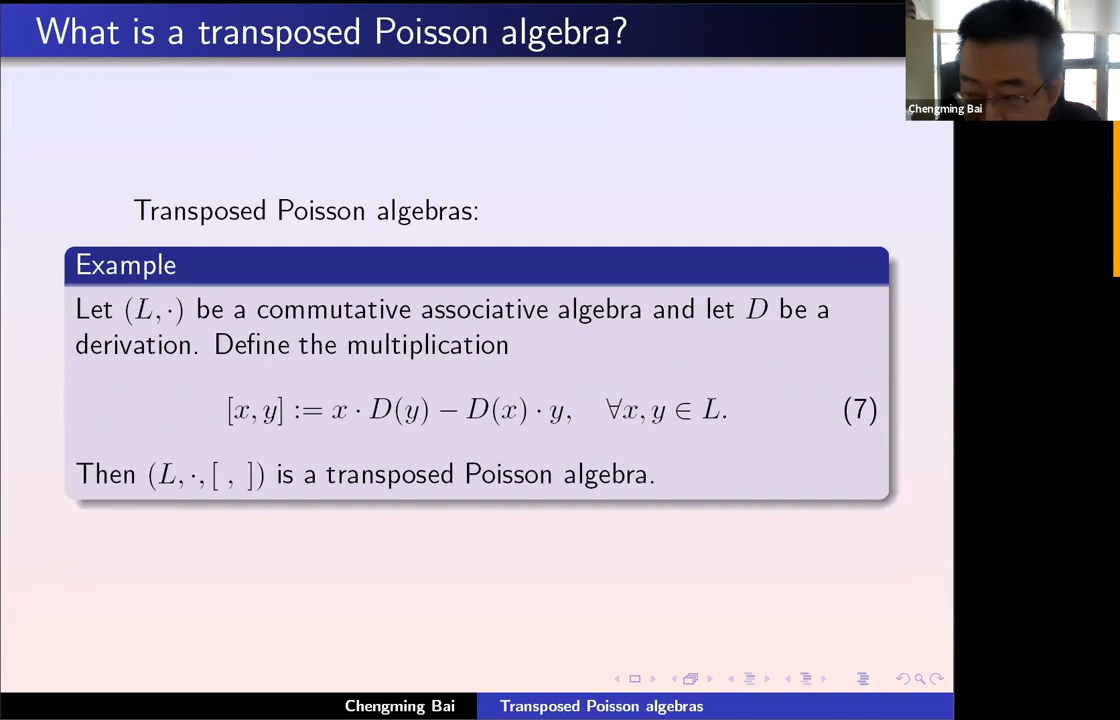 What is a transposed Poisson algebra?
Chengming Bai
Transposed Poisson algebras:
Example
Let (L, ·) be a commutative associative algebra and let D be a
derivation. Define the multiplication
[x, y] := x · D(y) − D(x) · y, ∀x, y ∈ L. (7)
Then (L, ·, [ , ]) is a transposed Poisson algebra.
Chengming Bai Transposed Poisson algebras